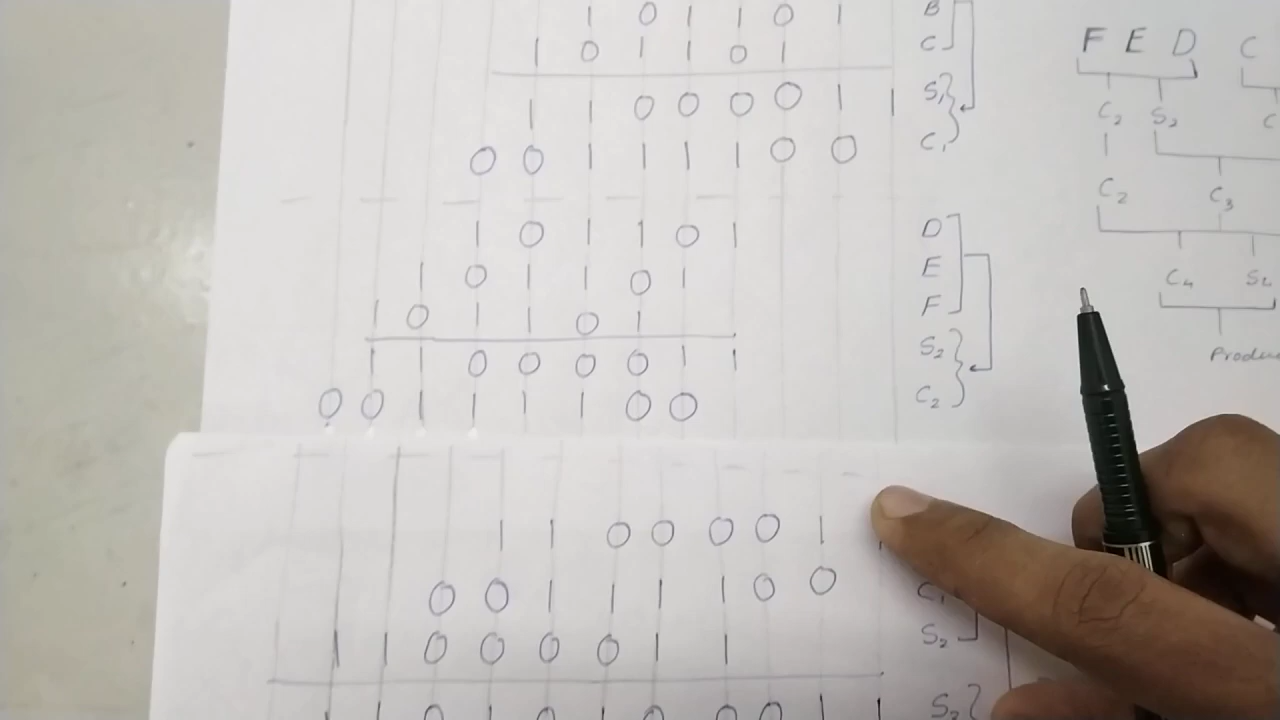 1 0 1 1 0 1 B
1 0 1 1 0 1 C
1 1 0 0 0 0 1 1 S₁
0 0 1 1 1 1 0 0 C₁
1 0 1 1 0 1 D
1 0 1 1 0 1 E
1 0 1 1 0 1 F
1 1 0 0 0 0 1 1 S₂
0 0 1 1 1 1 0 0 C₂
1 1 0 0 0 0 1 1
0 0 1 1 1 1 0 0 C₁
1 1 0 0 0 0 1 1 S₂
F E D C
C₂ S₂ C
C₂ C₃
C₄ S₄